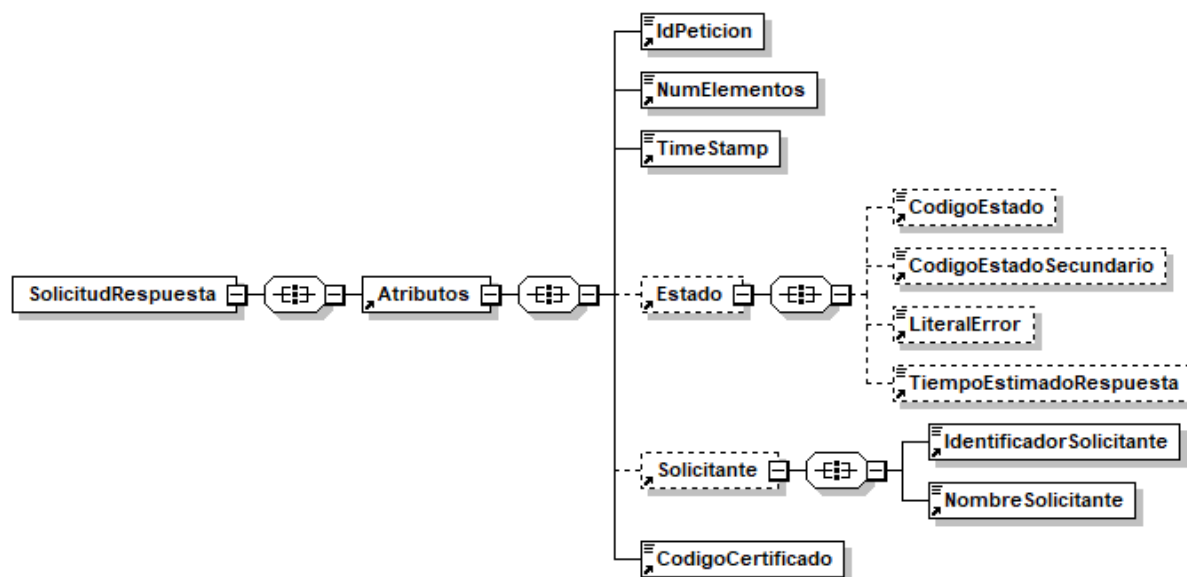 IdPeticion
NumElementos
TimeStamp
CodigoEstado
CodigoEstadoSecundario
SolicitudRespuesta
Atributos
Estado
LiteralError
TiempoEstimadoRespuesta
IdentificadorSolicitante
Solicitante
NombreSolicitante
CodigoCertificado